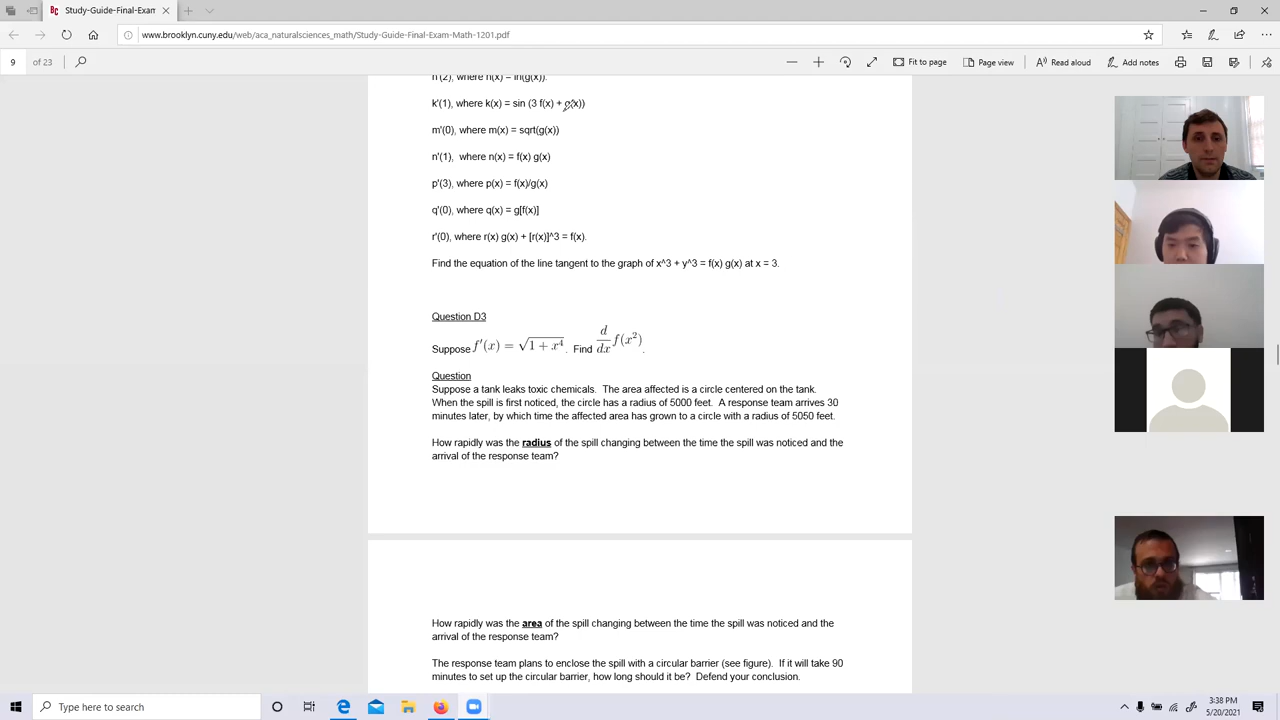 Study-Guide-Final-Exam
www.brooklyn.cuny.edu/web/aca_naturalsciences_math/Study-Guide-Final-Exam-Math-1201.pdf
9 of 23
Fit to page
Page view
Read aloud
Add notes
n'(2), where n(x) = ln(g(x)).
k'(1), where k(x) = sin (3 f(x) + g(x))
m'(0), where m(x) = sqrt(g(x))
n'(1), where n(x) = f(x) g(x)
p'(3), where p(x) = f(x)/g(x)
q'(0), where q(x) = g[f(x)]
r'(0), where r(x) g(x) + [r(x)]^3 = f(x).
Find the equation of the line tangent to the graph of x^3 + y^3 = f(x) g(x) at x = 3.
Question D3
Suppose f′(x) = √(1 + x⁴). Find d/dx f(x²).
Question
Suppose a tank leaks toxic chemicals. The area affected is a circle centered on the tank.
When the spill is first noticed, the circle has a radius of 5000 feet. A response team arrives 30
minutes later, by which time the affected area has grown to a circle with a radius of 5050 feet.
How rapidly was the radius of the spill changing between the time the spill was noticed and the
arrival of the response team?
How rapidly was the area of the spill changing between the time the spill was noticed and the
arrival of the response team?
The response team plans to enclose the spill with a circular barrier (see figure). If it will take 90
minutes to set up the circular barrier, how long should it be? Defend your conclusion.
Type here to search
3:38 PM
5/20/2021